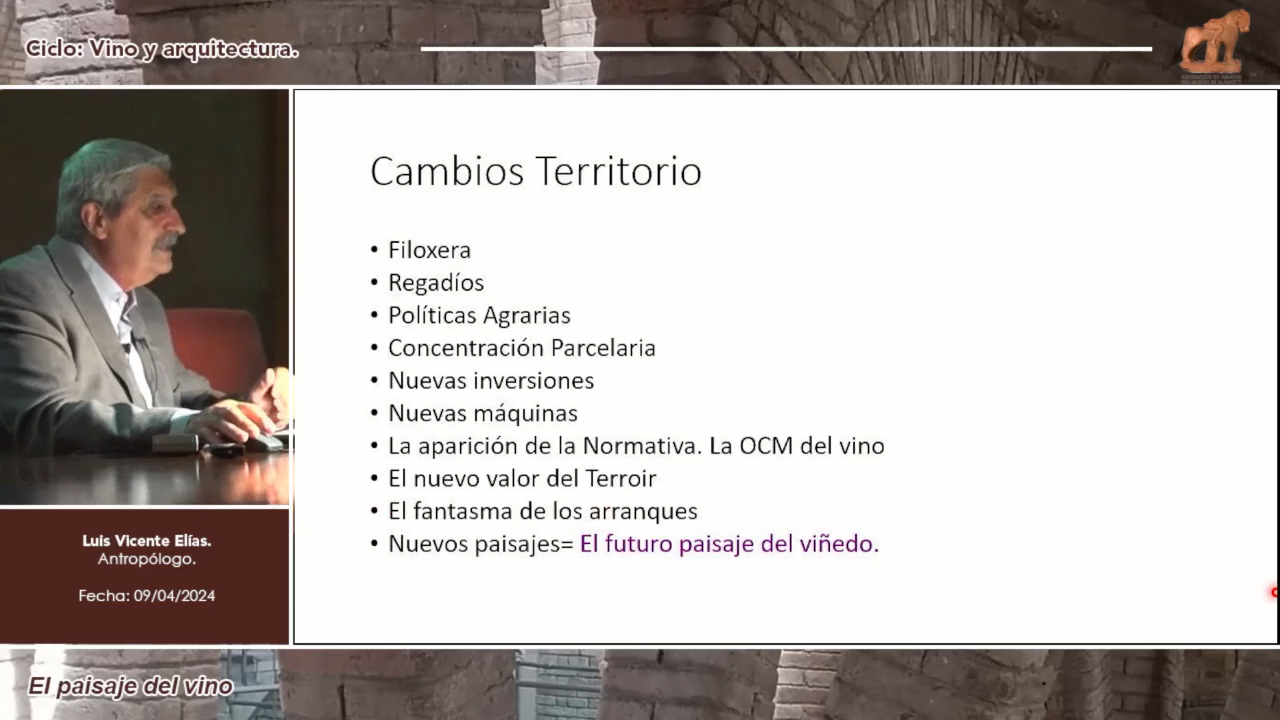 Ciclo: Vino y arquitectura.
Cambios Territorio
• Filoxera
• Regadíos
• Políticas Agrarias
• Concentración Parcelaria
• Nuevas inversiones
• Nuevas máquinas
• La aparición de la Normativa. La OCM del vino
• El nuevo valor del Terroir
• El fantasma de los arranques
• Nuevos paisajes= El futuro paisaje del viñedo.
Luis Vicente Elías.
Antropólogo.
Fecha: 09/04/2024
El paisaje del vino